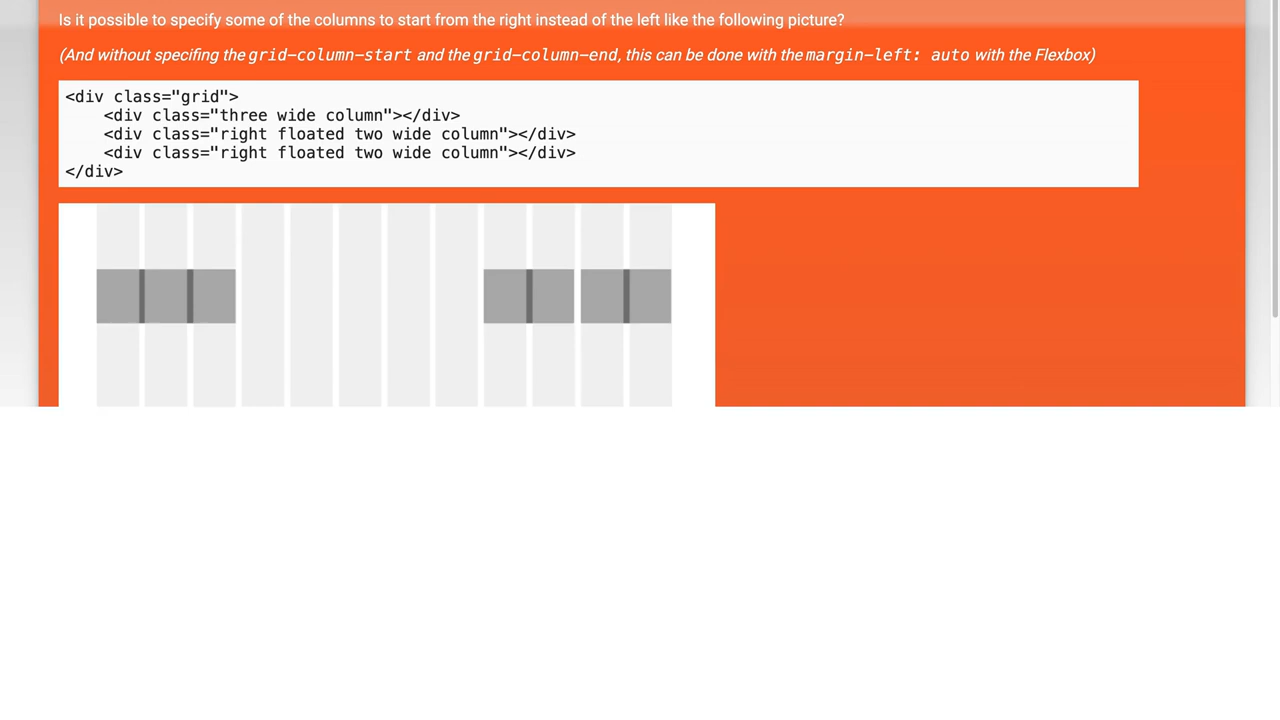 Is it possible to specify some of the columns to start from the right instead of the left like the following picture?
(And without specifing the grid-column-start and the grid-column-end, this can be done with the margin-left: auto with the Flexbox)
<div class="grid">
    <div class="three wide column"></div>
    <div class="right floated two wide column"></div>
    <div class="right floated two wide column"></div>
</div>